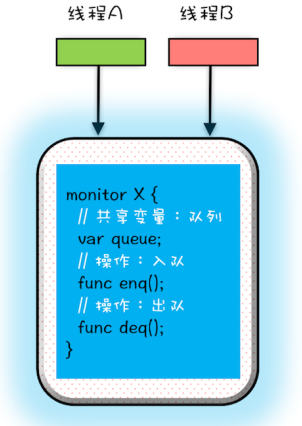 线程A 线程B
monitor X {
// 共享变量：队列
var queue;
// 操作：入队
func enq();
// 操作：出队
func deq();
}